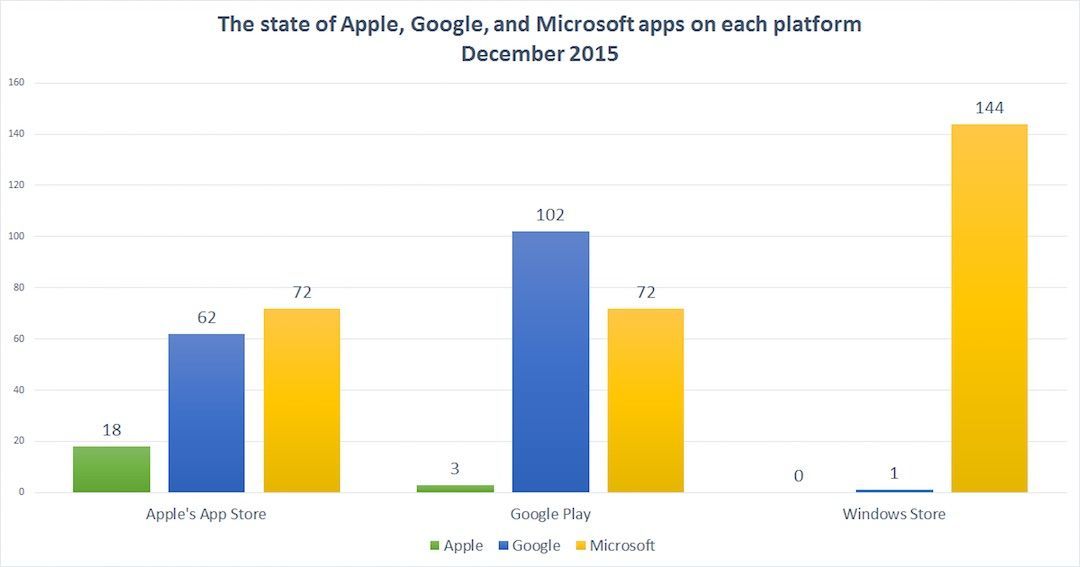 The state of Apple, Google, and Microsoft apps on each platform
December 2015
160
140
120
100
80
60
40
20
0
18
62
72
3
102
72
0
1
144
Apple's App Store
Google Play
Windows Store
Apple
Google
Microsoft